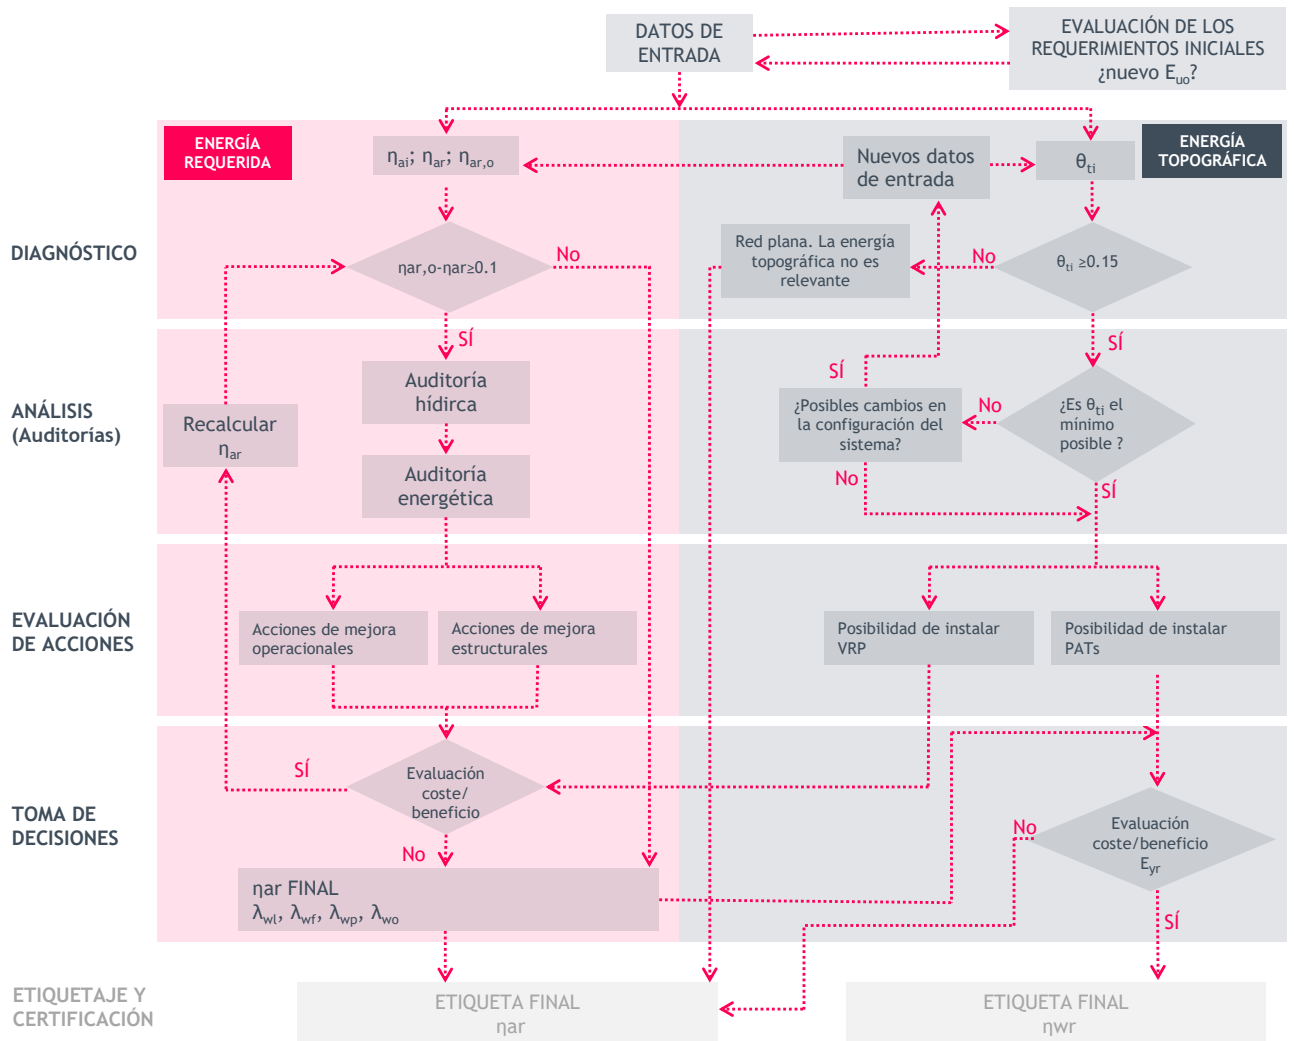 DATOS DE
ENTRADA
EVALUACIÓN DE LOS
REQUERIMIENTOS INICIALES
¿nuevo Euo?
ENERGÍA
REQUERIDA
ηai; ηar; ηar,o
Nuevos datos
de entrada
θti
ENERGÍA
TOPOGRÁFICA
DIAGNÓSTICO
ηar,o-ηar≥0.1
No
Red plana. La energía
topográfica no es
relevante
No
θti ≥0.15
SÍ
SÍ
ANÁLISIS
(Auditorías)
Recalcular
ηar
Auditoría
hídirca
Auditoría
energética
SÍ
¿Posibles cambios en
la configuración del
sistema?
No
No
¿Es θti el
mínimo
posible ?
SÍ
EVALUACIÓN
DE ACCIONES
Acciones de mejora
operacionales
Acciones de mejora
estructurales
Posibilidad de instalar
VRP
Posibilidad de instalar
PATs
TOMA DE
DECISIONES
SÍ
Evaluación
coste/
beneficio
No
No
Evaluación
coste/beneficio
Eyr
SÍ
ηar FINAL
λwl, λwf, λwp, λwo
ETIQUETAJE Y
CERTIFICACIÓN
ETIQUETA FINAL
ηar
ETIQUETA FINAL
ηwr